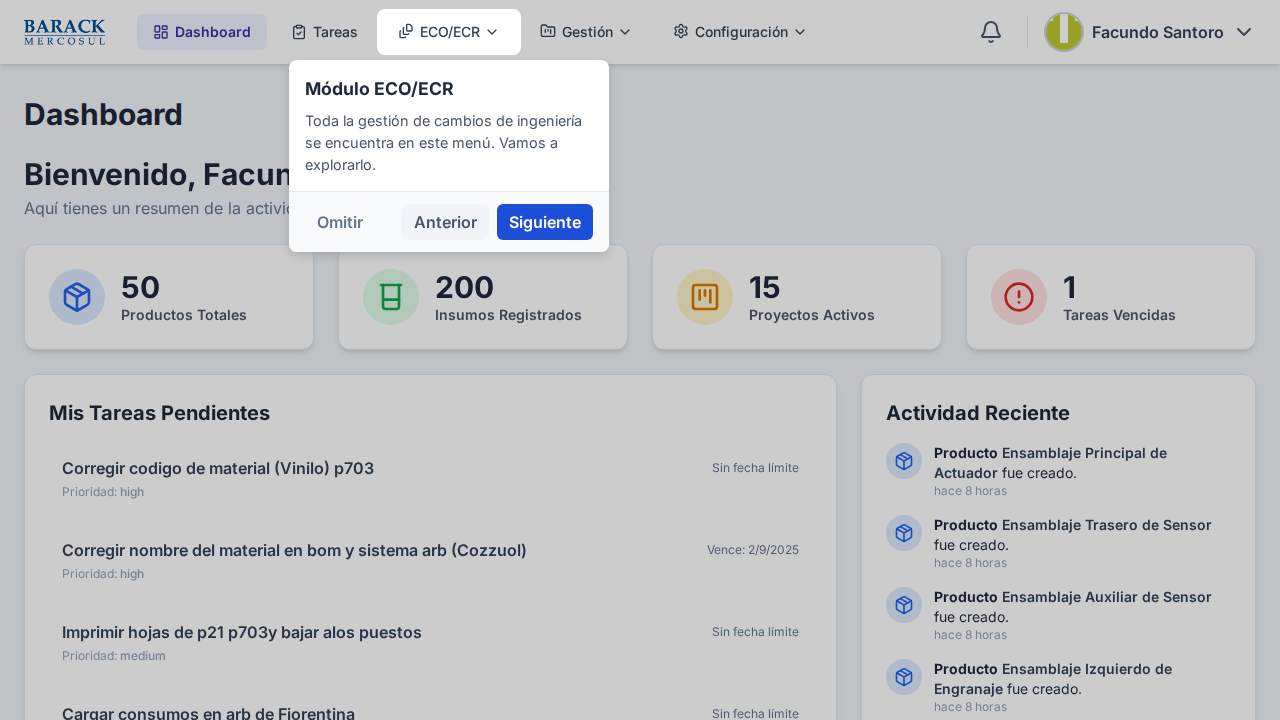 BARACK
MERCOSUL
Dashboard
Tareas
ECO/ECR
Gestión
Configuración
Facundo Santoro
Módulo ECO/ECR
Toda la gestión de cambios de ingeniería
se encuentra en este menú. Vamos a
explorarlo.
Omitir
Anterior
Siguiente
Dashboard
Bienvenido, Facun
Aquí tienes un resumen de la activid
50
Productos Totales
200
Insumos Registrados
15
Proyectos Activos
1
Tareas Vencidas
Mis Tareas Pendientes
Corregir codigo de material (Vinilo) p703
Sin fecha límite
Prioridad: high
Corregir nombre del material en bom y sistema arb (Cozzuol)
Vence: 2/9/2025
Prioridad: high
Imprimir hojas de p21 p703y bajar alos puestos
Sin fecha límite
Prioridad: medium
Cargar consumos en arb de Fiorentina
Sin fecha límite
Actividad Reciente
Producto Ensamblaje Principal de
Actuador fue creado.
hace 8 horas
Producto Ensamblaje Trasero de Sensor
fue creado.
hace 8 horas
Producto Ensamblaje Auxiliar de Sensor
fue creado.
hace 8 horas
Producto Ensamblaje Izquierdo de
Engranaje fue creado.
hace 8 horas